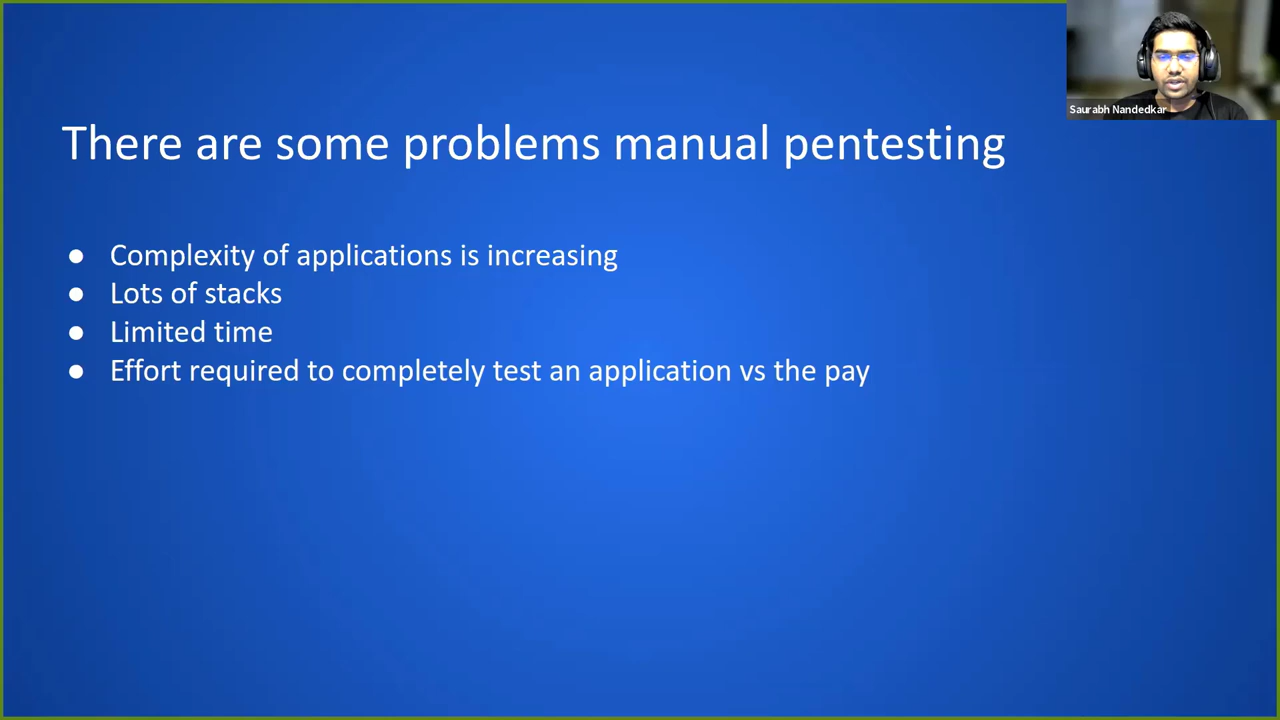 Saurabh Nandedkar
There are some problems manual pentesting
● Complexity of applications is increasing
● Lots of stacks
● Limited time
● Effort required to completely test an application vs the pay